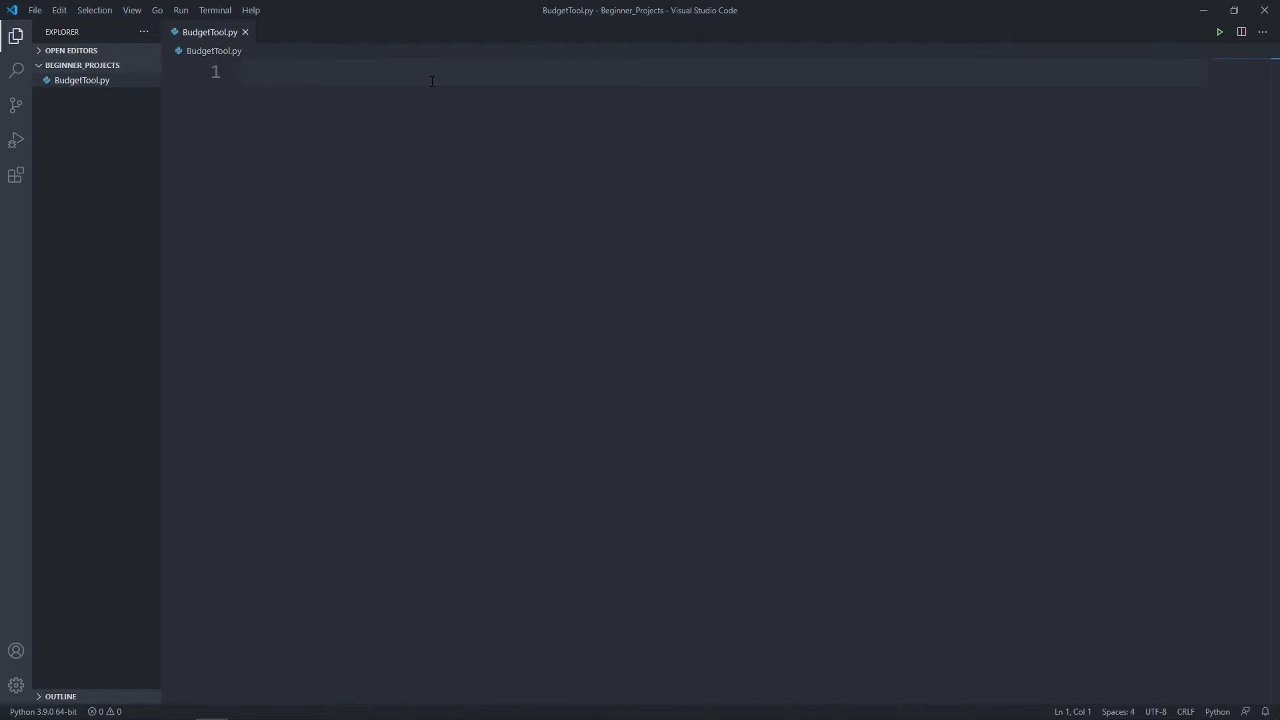 File Edit Selection View Go Run Terminal Help
BudgetTool.py - Beginner_Projects - Visual Studio Code
EXPLORER
BudgetTool.py
OPEN EDITORS
BudgetTool.py
BEGINNER_PROJECTS
1
BudgetTool.py
OUTLINE
Python 3.9.0 64-bit 0 0
Ln 1, Col 1 Spaces: 4 UTF-8 CRLF Python